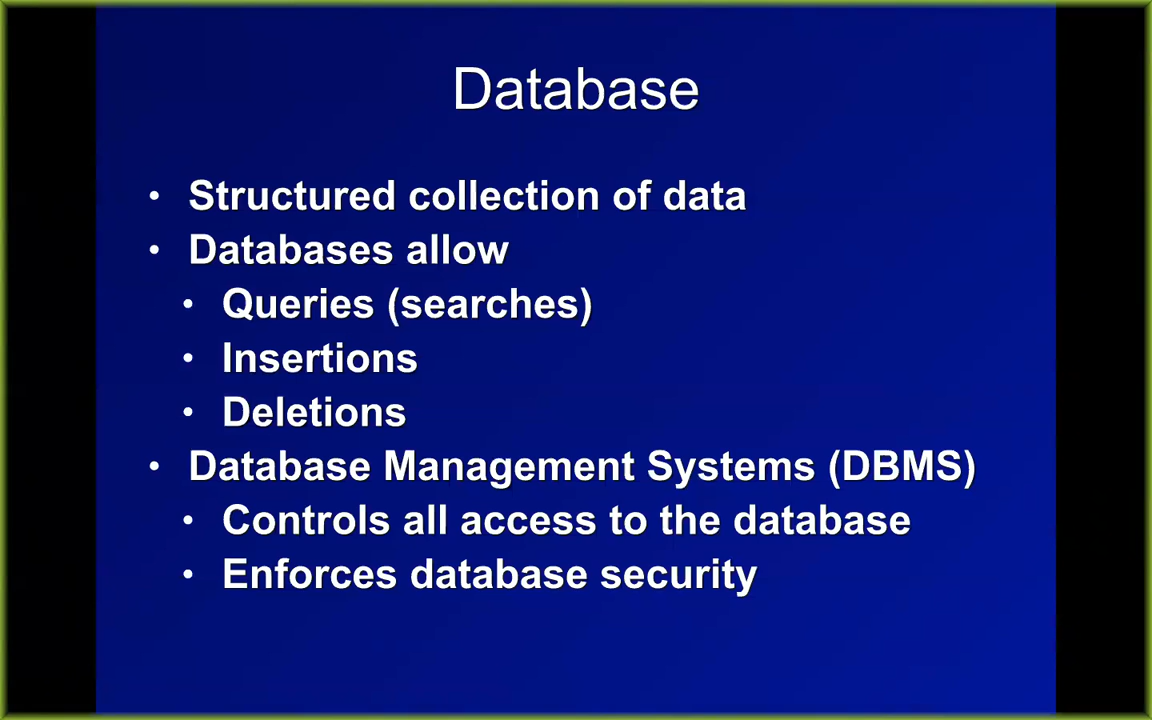 Database
• Structured collection of data
• Databases allow
• Queries (searches)
• Insertions
• Deletions
• Database Management Systems (DBMS)
• Controls all access to the database
• Enforces database security